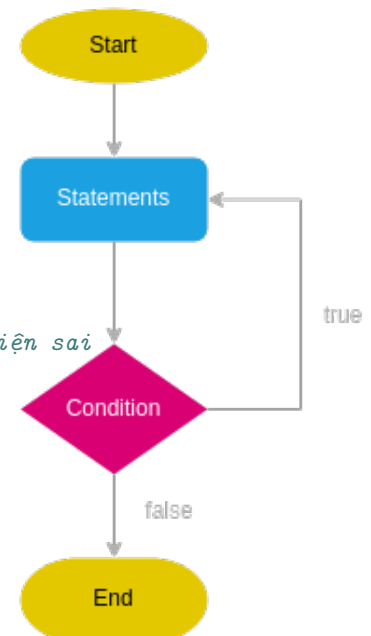 Start
Statements
true
iện sai
Condition
false
End